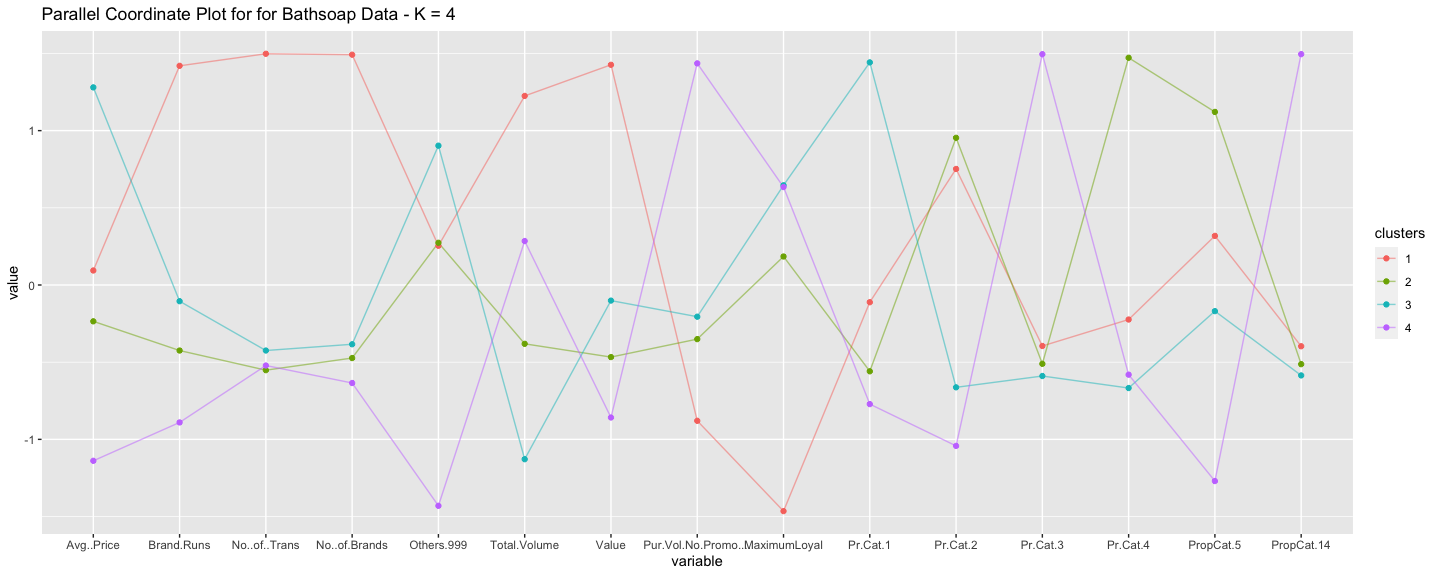 Parallel Coordinate Plot for for Bathsoap Data - K = 4
value
1
0
-1
Avg..Price Brand.Runs No..of..Trans No..of.Brands Others.999 Total.Volume Value Pur.Vol.No.Promo.. MaximumLoyal Pr.Cat.1 Pr.Cat.2 Pr.Cat.3 Pr.Cat.4 PropCat.5 PropCat.14
variable
clusters
1
2
3
4